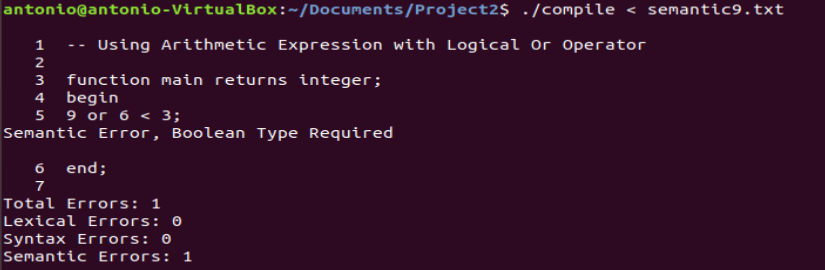 antonio@antonio-VirtualBox:~/Documents/Project2$ ./compile < semantic9.txt
1 -- Using Arithmetic Expression with Logical Or Operator
2
3 function main returns integer;
4 begin
5 9 or 6 < 3;
Semantic Error, Boolean Type Required
6 end;
7
Total Errors: 1
Lexical Errors: 0
Syntax Errors: 0
Semantic Errors: 1